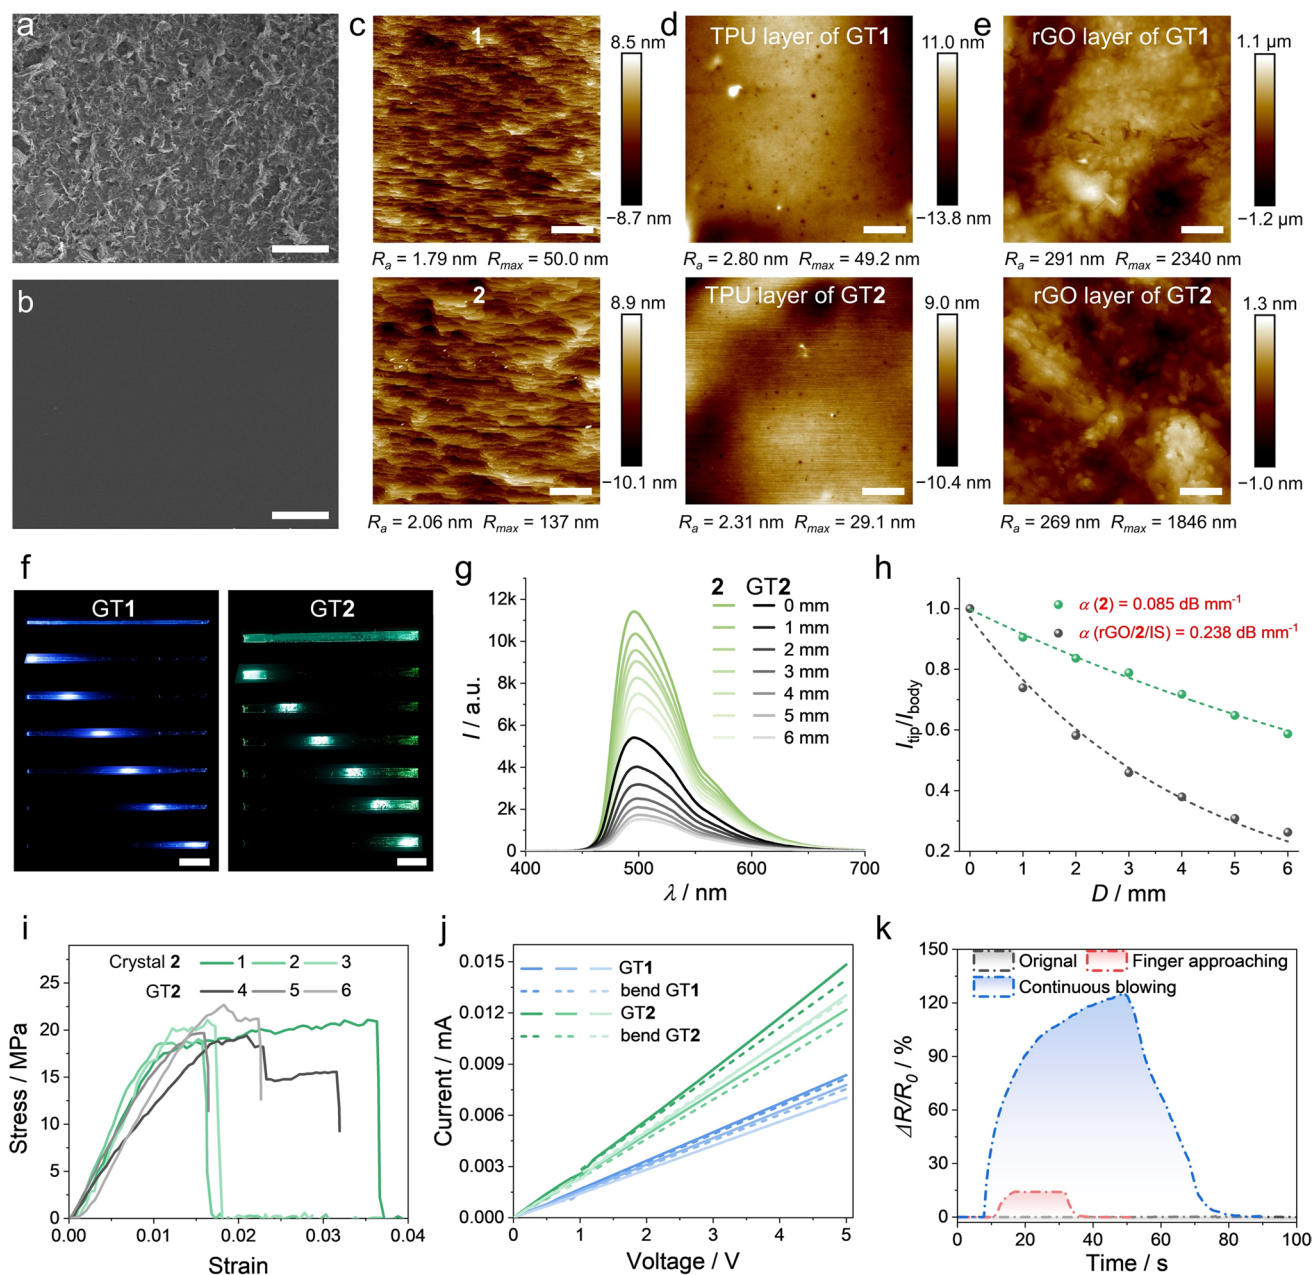 a
b
c
1
8.5 nm
−8.7 nm
Ra = 1.79 nm Rmax = 50.0 nm
2
8.9 nm
−10.1 nm
Ra = 2.06 nm Rmax = 137 nm
d
TPU layer of GT1
11.0 nm
−13.8 nm
Ra = 2.80 nm Rmax = 49.2 nm
TPU layer of GT2
9.0 nm
−10.4 nm
Ra = 2.31 nm Rmax = 29.1 nm
e
rGO layer of GT1
1.1 µm
−1.2 µm
Ra = 291 nm Rmax = 2340 nm
rGO layer of GT2
1.3 nm
−1.0 nm
Ra = 269 nm Rmax = 1846 nm
f
GT1
GT2
g
12k
10k
8k
6k
4k
2k
0
I / a.u.
2 GT2
0 mm
1 mm
2 mm
3 mm
4 mm
5 mm
6 mm
400 500 600 700
λ / nm
h
1.0
0.8
0.6
0.4
0.2
Itip/Ibody
α (2) = 0.085 dB mm-1
α (rGO/2/IS) = 0.238 dB mm-1
0 1 2 3 4 5 6
D / mm
i
25
20
15
10
5
0
Stress / MPa
Crystal 2 1 2 3
GT2 4 5 6
0.00 0.01 0.02 0.03 0.04
Strain
j
0.015
0.012
0.009
0.006
0.003
0.000
Current / mA
GT1
bend GT1
GT2
bend GT2
0 1 2 3 4 5
Voltage / V
k
150
120
90
60
30
0
ΔR/R0 / %
Orignal Finger approaching
Continuous blowing
0 20 40 60 80 100
Time / s